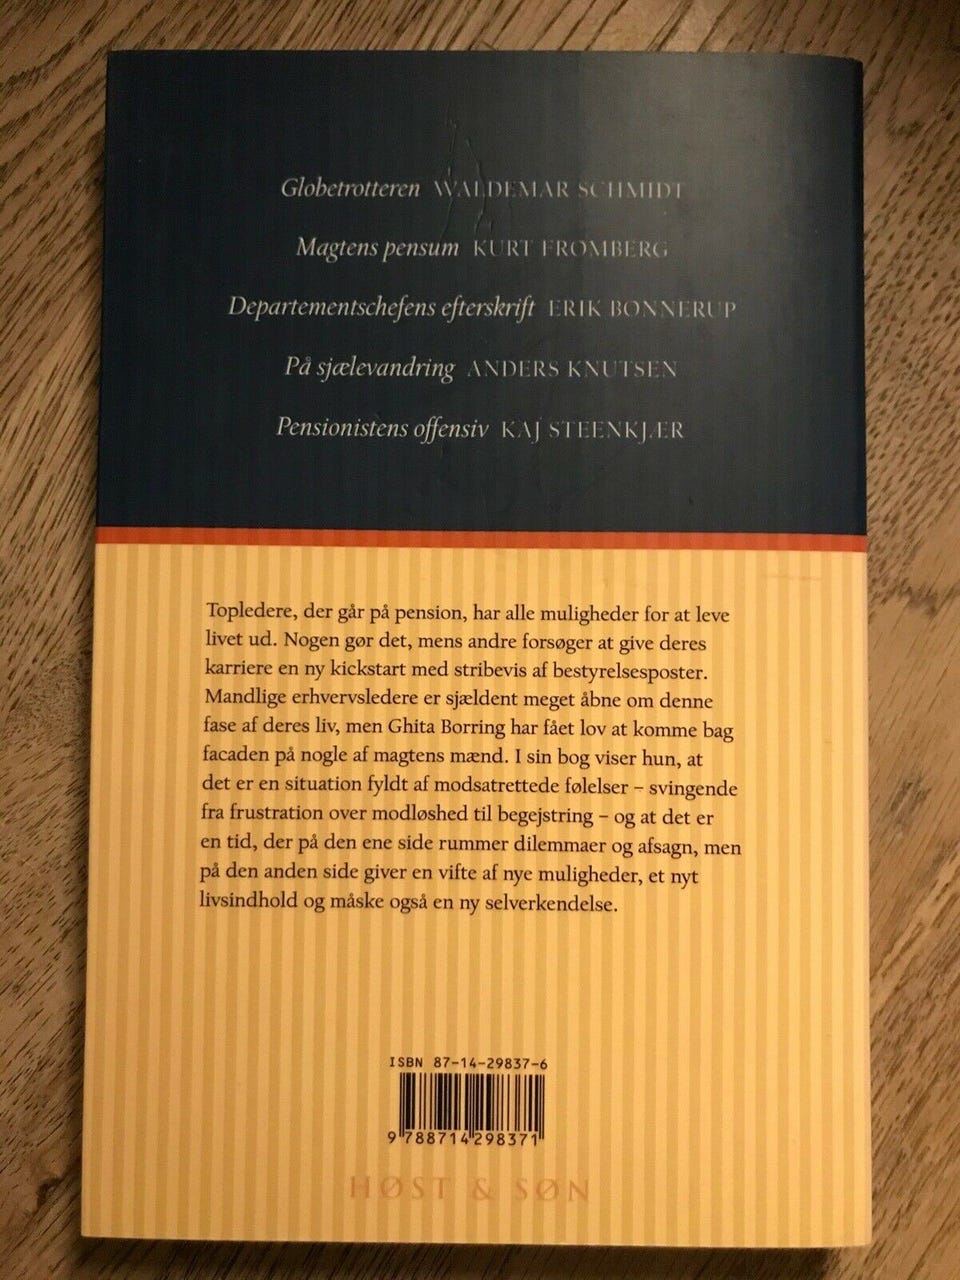 Globetrotteren WALDEMAR SCHMIDT
Magtens pensum KURT FROMBERG
Departementschefens efterskrift ERIK BONNERUP
På sjælevandring ANDERS KNUTSEN
Pensionistens offensiv KAJ STEENKJÆR
Topledere, der går på pension, har alle muligheder for at leve
livet ud. Nogen gør det, mens andre forsøger at give deres
karriere en ny kickstart med stribevis af bestyrelsesposter.
Mandlige erhvervsledere er sjældent meget åbne om denne
fase af deres liv, men Ghita Borring har fået lov at komme bag
facaden på nogle af magtens mænd. I sin bog viser hun, at
det er en situation fyldt af modsatrettede følelser – svingende
fra frustration over modløshed til begejstring – og at det er
en tid, der på den ene side rummer dilemmaer og afsagn, men
på den anden side giver en vifte af nye muligheder, et nyt
livsindhold og måske også en ny selverkendelse.
ISBN 87-14-29837-6
9 788714 298371
HØST & SØN